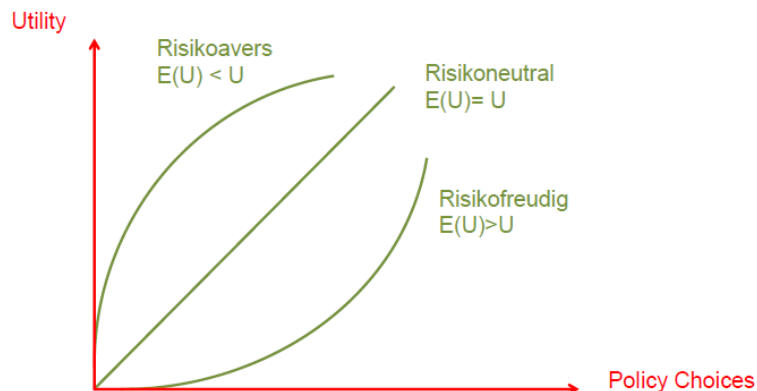 Utility
Risikoavers
E(U) < U
Risikoneutral
E(U)= U
Risikofreudig
E(U)>U
Policy Choices